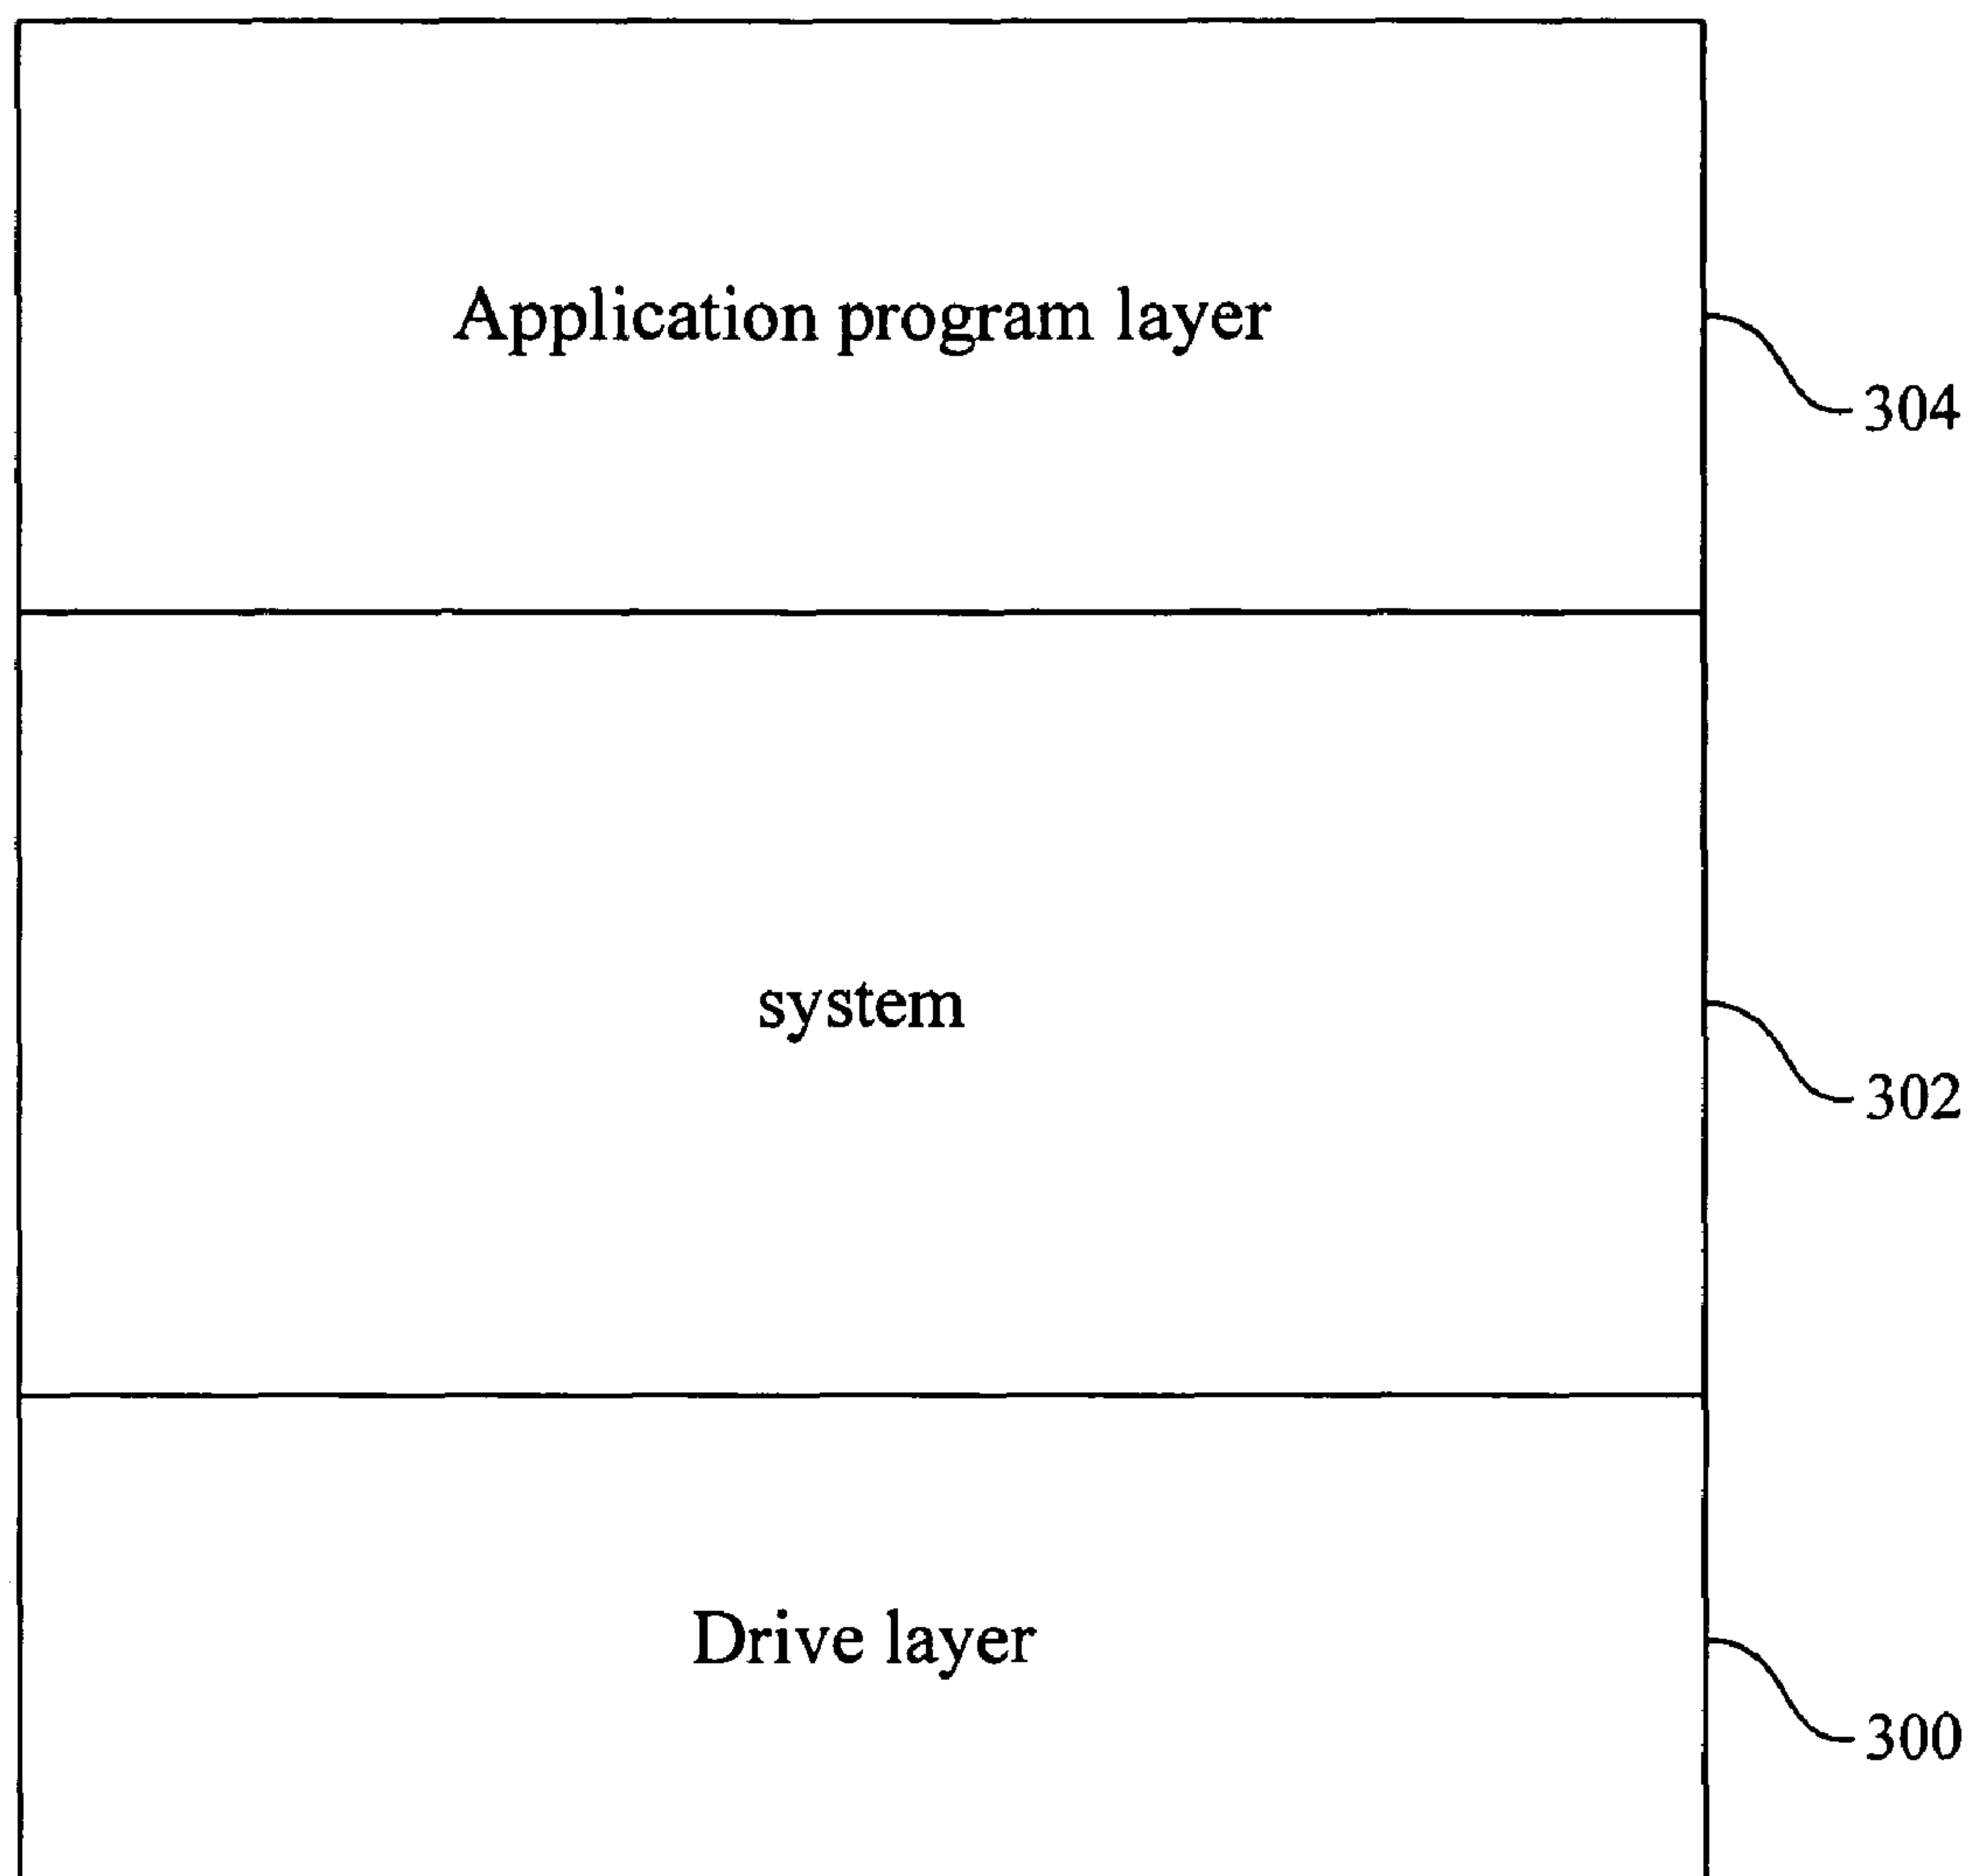 Application program layer
304
system
302
Drive layer
300